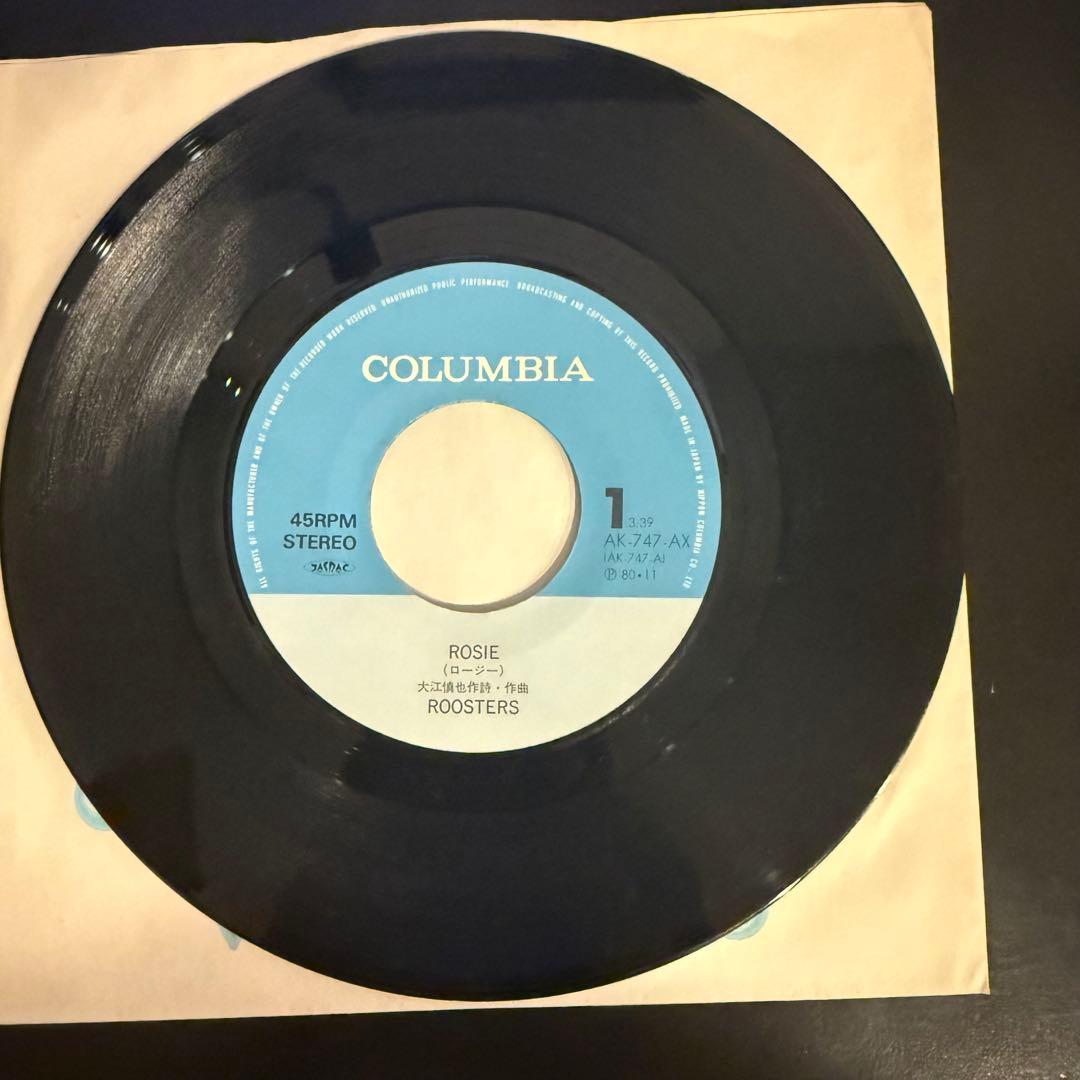 ALL RIGHTS OF THE MANUFACTURER AND OF THE OWNER OF THE RECORDED WORK RESERVED. UNAUTHORIZED PUBLIC PERFORMANCE. BROADCASTING AND COPYING OF THIS RECORD PROHIBITED. MADE IN JAPAN BY NIPPON COLUMBIA CO., LTD
COLUMBIA
45RPM
STEREO
JASRAC
1 3:39
AK-747-AX
(AK-747-A)
Ⓟ 80・11
ROSIE
(ロージー)
大江慎也作詩・作曲
ROOSTERS